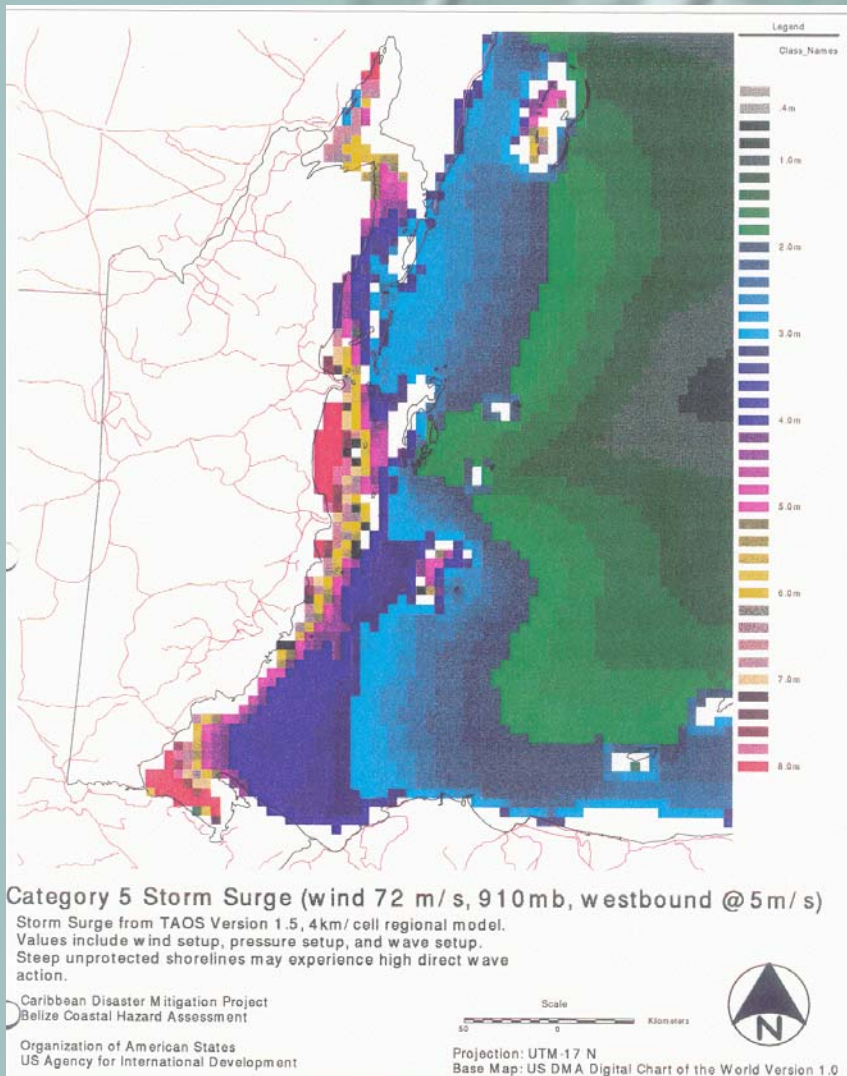 Legend
Class_Names
.4m
1.0m
2.0m
3.0m
4.0m
5.0m
6.0m
7.0m
8.0m
Category 5 Storm Surge (wind 72 m/s, 910mb, westbound @ 5m/s)
Storm Surge from TAOS Version 1.5, 4km/cell regional model.
Values include wind setup, pressure setup, and wave setup.
Steep unprotected shorelines may experience high direct wave
action.
Caribbean Disaster Mitigation Project
Belize Coastal Hazard Assessment
Organization of American States
US Agency for International Development
Scale
50 0 Kilometers
N
Projection: UTM-17 N
Base Map: US DMA Digital Chart of the World Version 1.0